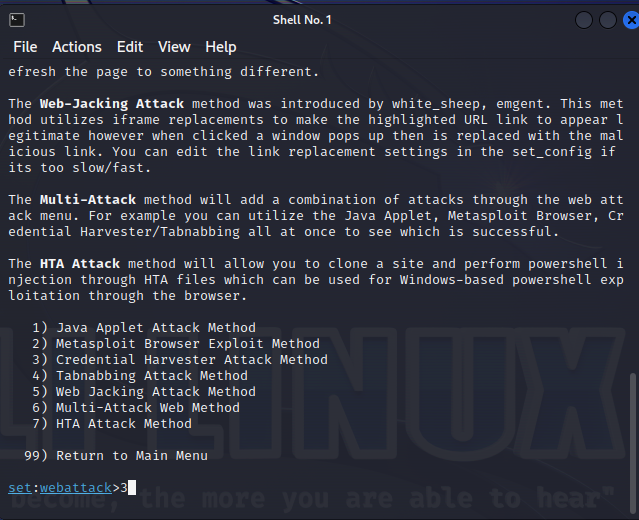 Shell No. 1
File Actions Edit View Help
efresh the page to something different.
The Web-Jacking Attack method was introduced by white_sheep, emgent. This met
hod utilizes iframe replacements to make the highlighted URL link to appear l
egitimate however when clicked a window pops up then is replaced with the mal
icious link. You can edit the link replacement settings in the set_config if
its too slow/fast.
The Multi-Attack method will add a combination of attacks through the web att
ack menu. For example you can utilize the Java Applet, Metasploit Browser, Cr
edential Harvester/Tabnabbing all at once to see which is successful.
The HTA Attack method will allow you to clone a site and perform powershell i
njection through HTA files which can be used for Windows-based powershell exp
loitation through the browser.
1) Java Applet Attack Method
2) Metasploit Browser Exploit Method
3) Credential Harvester Attack Method
4) Tabnabbing Attack Method
5) Web Jacking Attack Method
6) Multi-Attack Web Method
7) HTA Attack Method
LINUX
99) Return to Main Menu
set:webattack>3
become, the more you are able to hear"